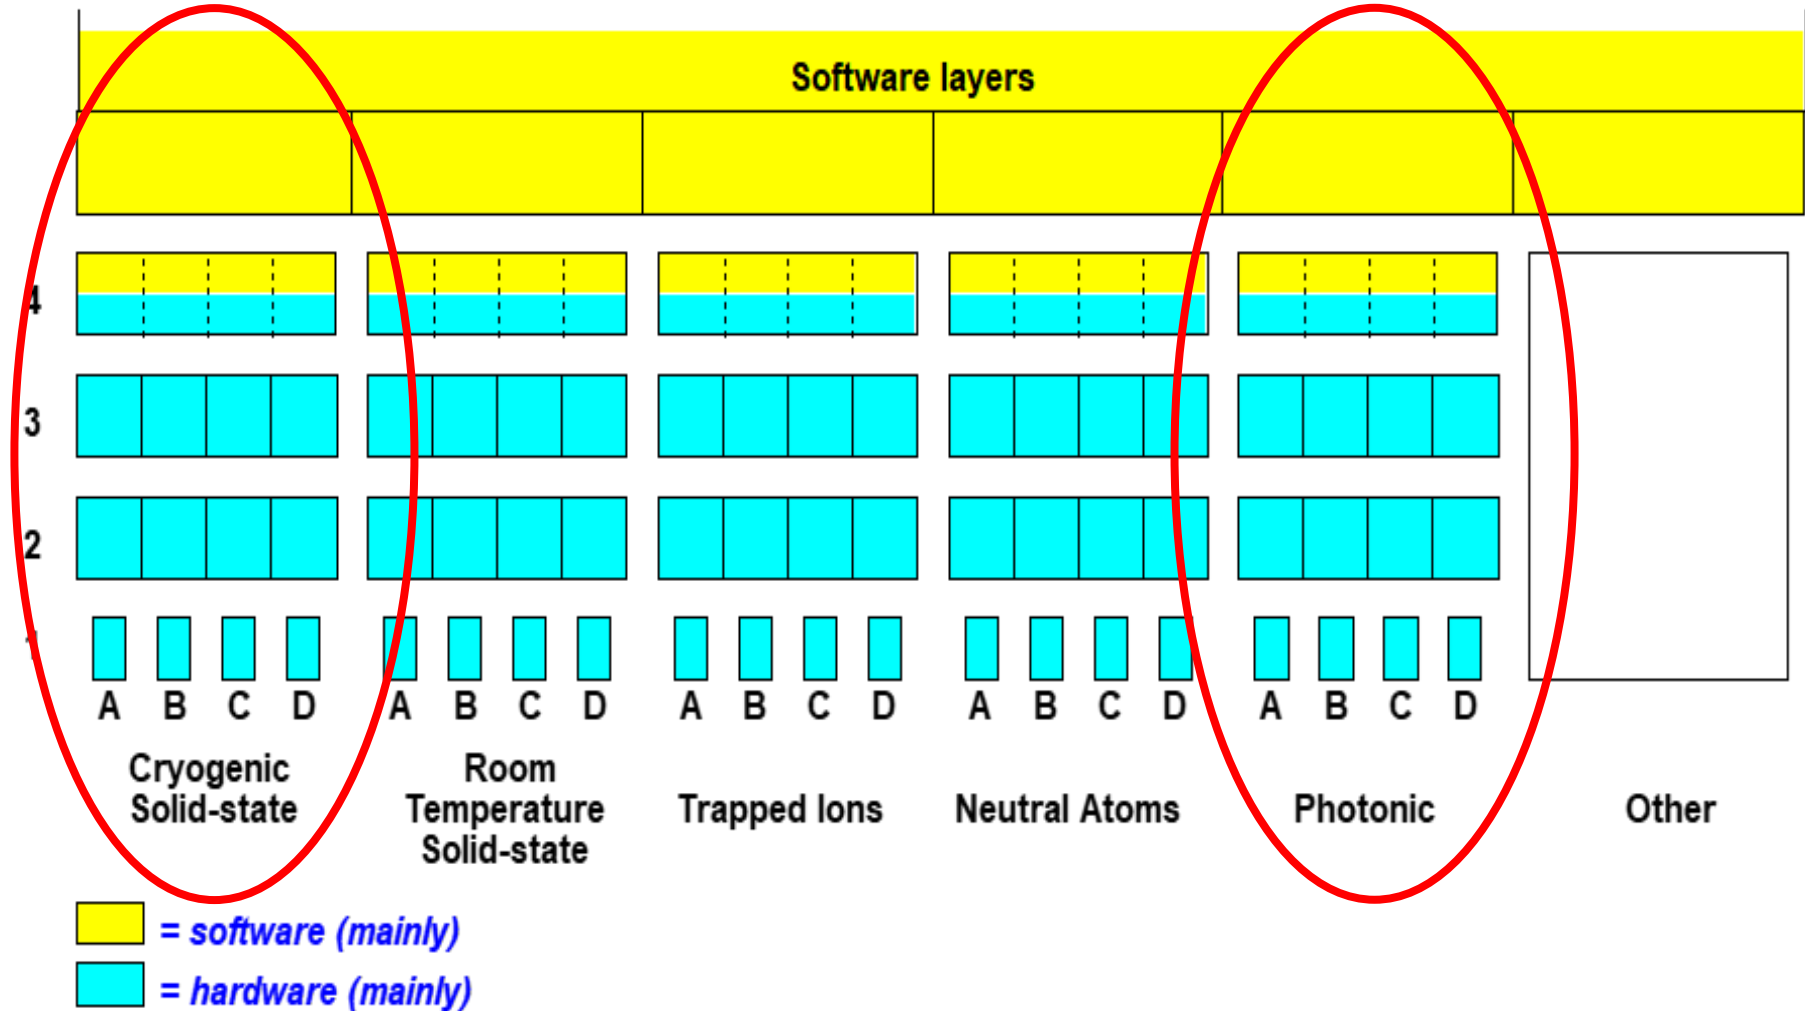 Software layers
4
3
2
A B C D A B C D A B C D A B C D A B C D
Cryogenic
Solid-state
Room
Temperature
Solid-state
Trapped Ions
Neutral Atoms
Photonic
Other
= software (mainly)
= hardware (mainly)